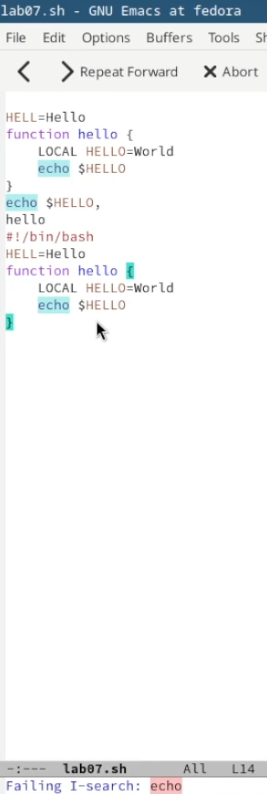 lab07.sh - GNU Emacs at fedora
File Edit Options Buffers Tools Sh
Repeat Forward Abort
HELL=Hello
function hello {
    LOCAL HELLO=World
    echo $HELLO
}
echo $HELLO,
hello
#!/bin/bash
HELL=Hello
function hello {
    LOCAL HELLO=World
    echo $HELLO
}
-:--- lab07.sh All L14
Failing I-search: echo